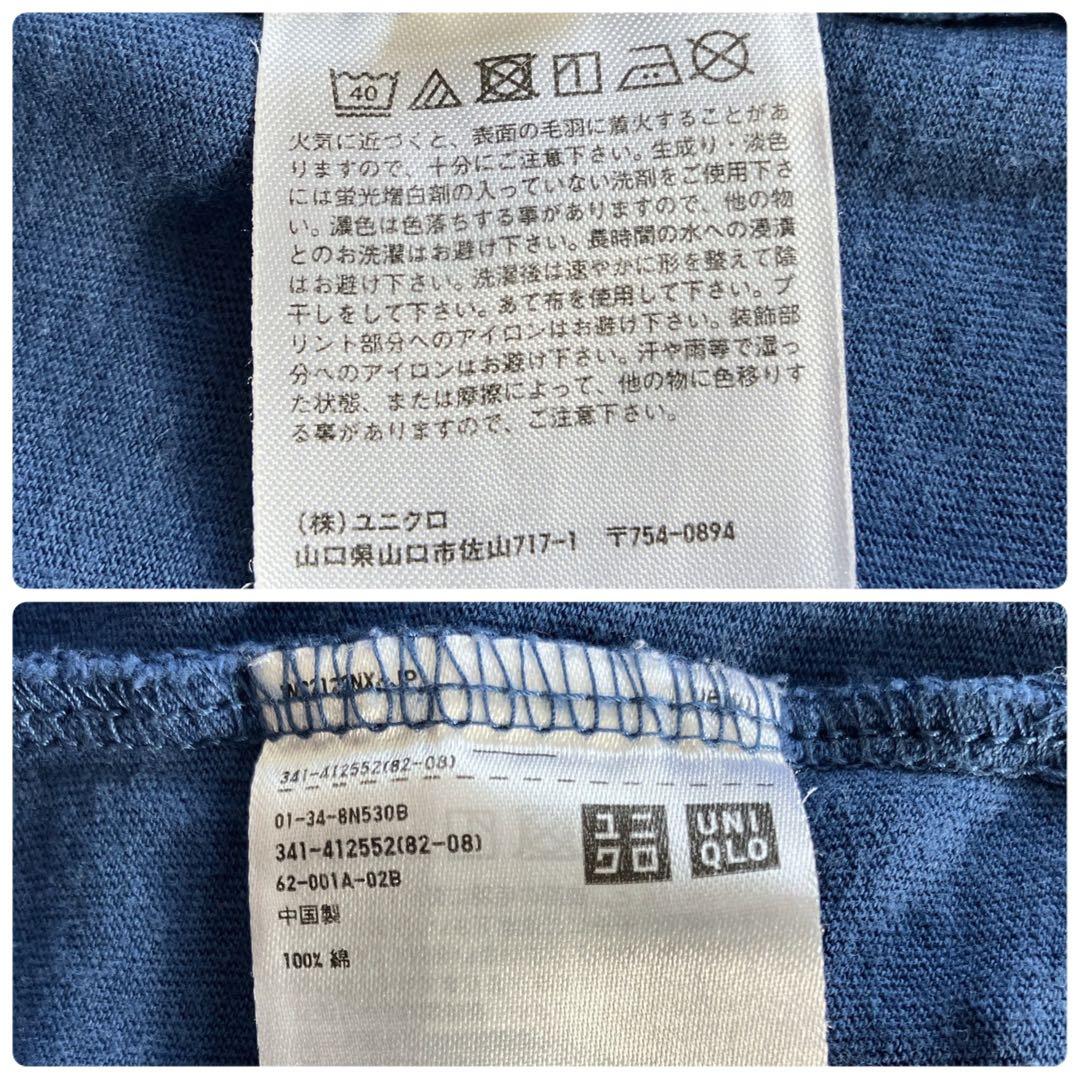 40
火気に近づくと、表面の毛羽に着火することがあ
りますので、十分にご注意下さい。生成り・淡色
には蛍光増白剤の入っていない洗剤をご使用下さ
い。濃色は色落ちする事がありますので、他の物
とのお洗濯はお避け下さい。長時間の水への浸漬
はお避け下さい。洗濯後は速やかに形を整えて陰
干しをして下さい。あて布を使用して下さい。プ
リント部分へのアイロンはお避け下さい。装飾部
分へのアイロンはお避け下さい。汗や雨等で湿っ
た状態、または摩擦によって、他の物に色移りす
る事がありますので、ご注意下さい。
(株)ユニクロ
山口県山口市佐山717-1 〒754-0894
341-412552(82-08)
01-34-8N530B
341-412552(82-08)
62-001A-02B
中国製
100% 綿
ユニ
クロ
UNI
QLO